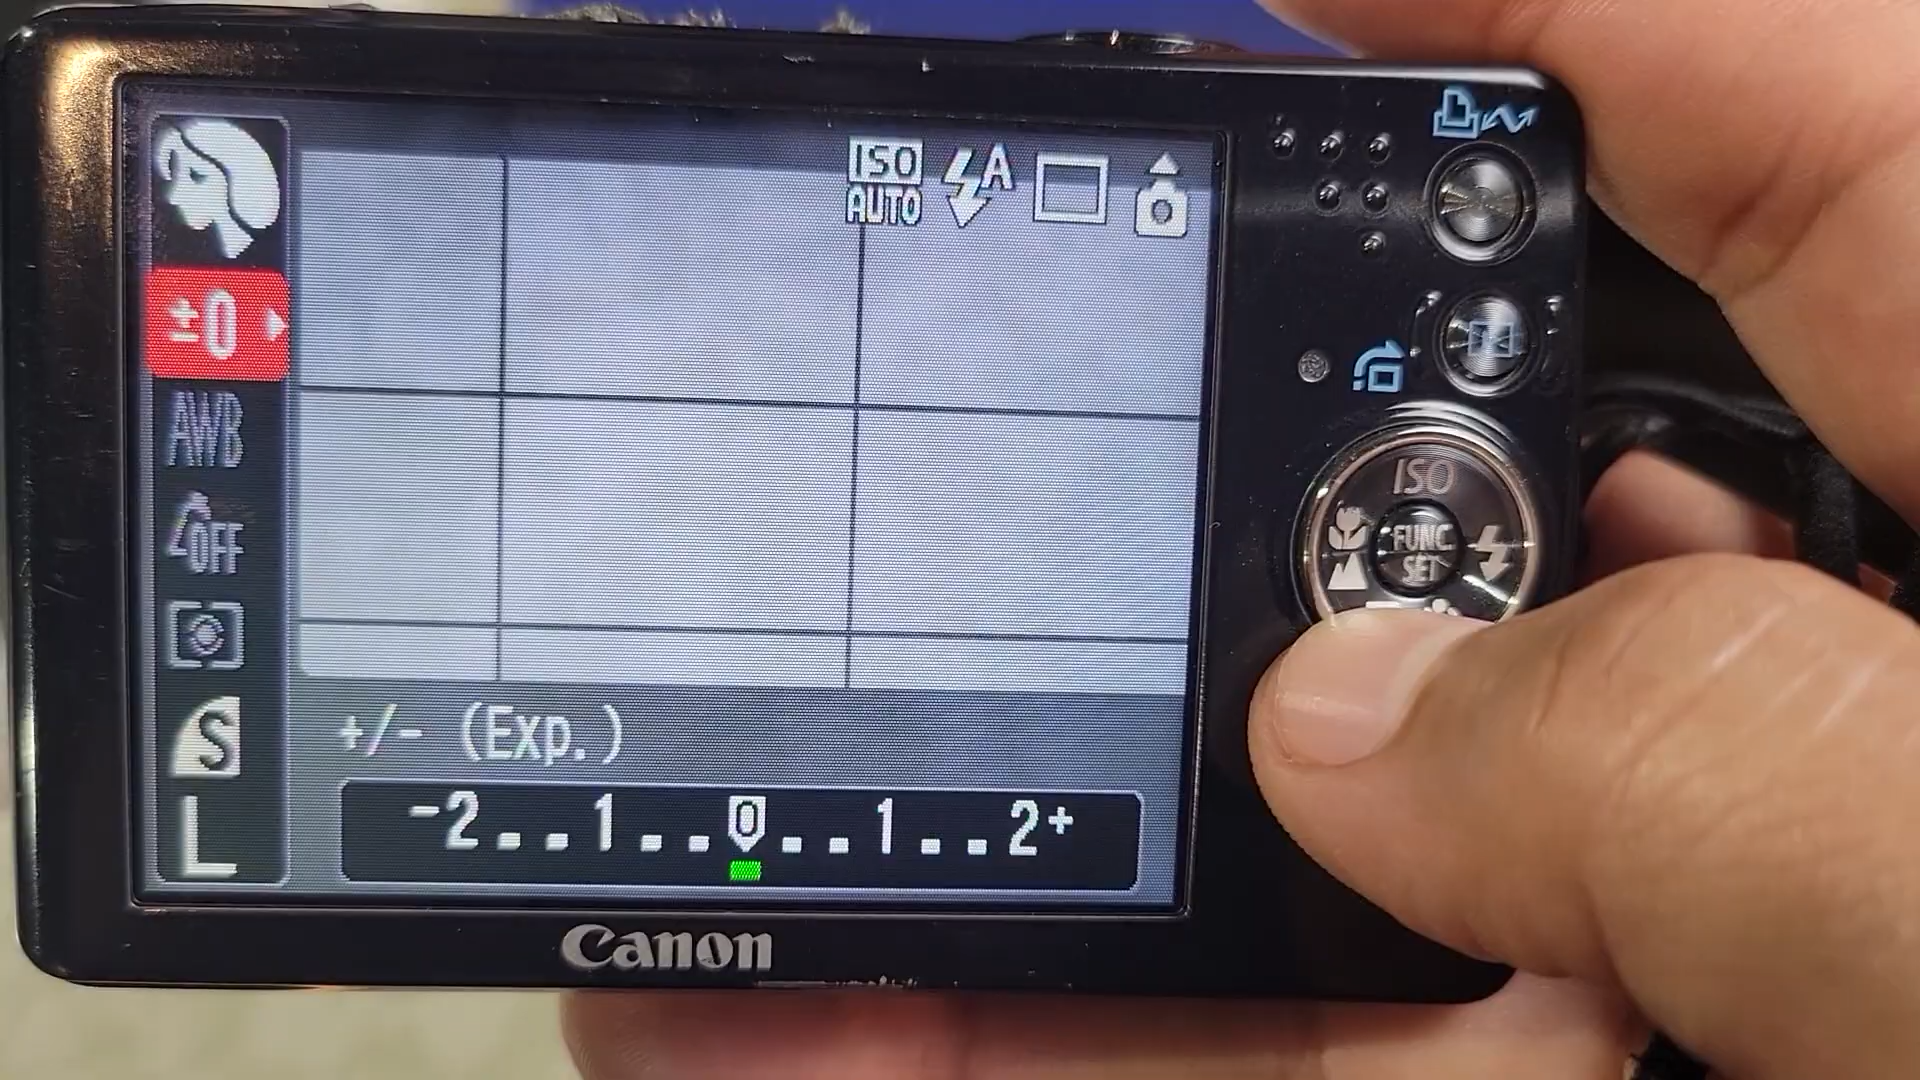 ISO
AUTO
A
±0
AWB
OFF
S
L
+/- (Exp.)
-2..1..0..1..2+
Canon
ISO
FUNC.
SET